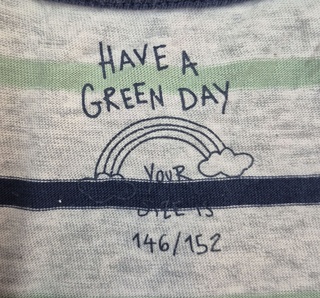 HAVE A
GREEN DAY
YOUR
SIZE IS
146/152